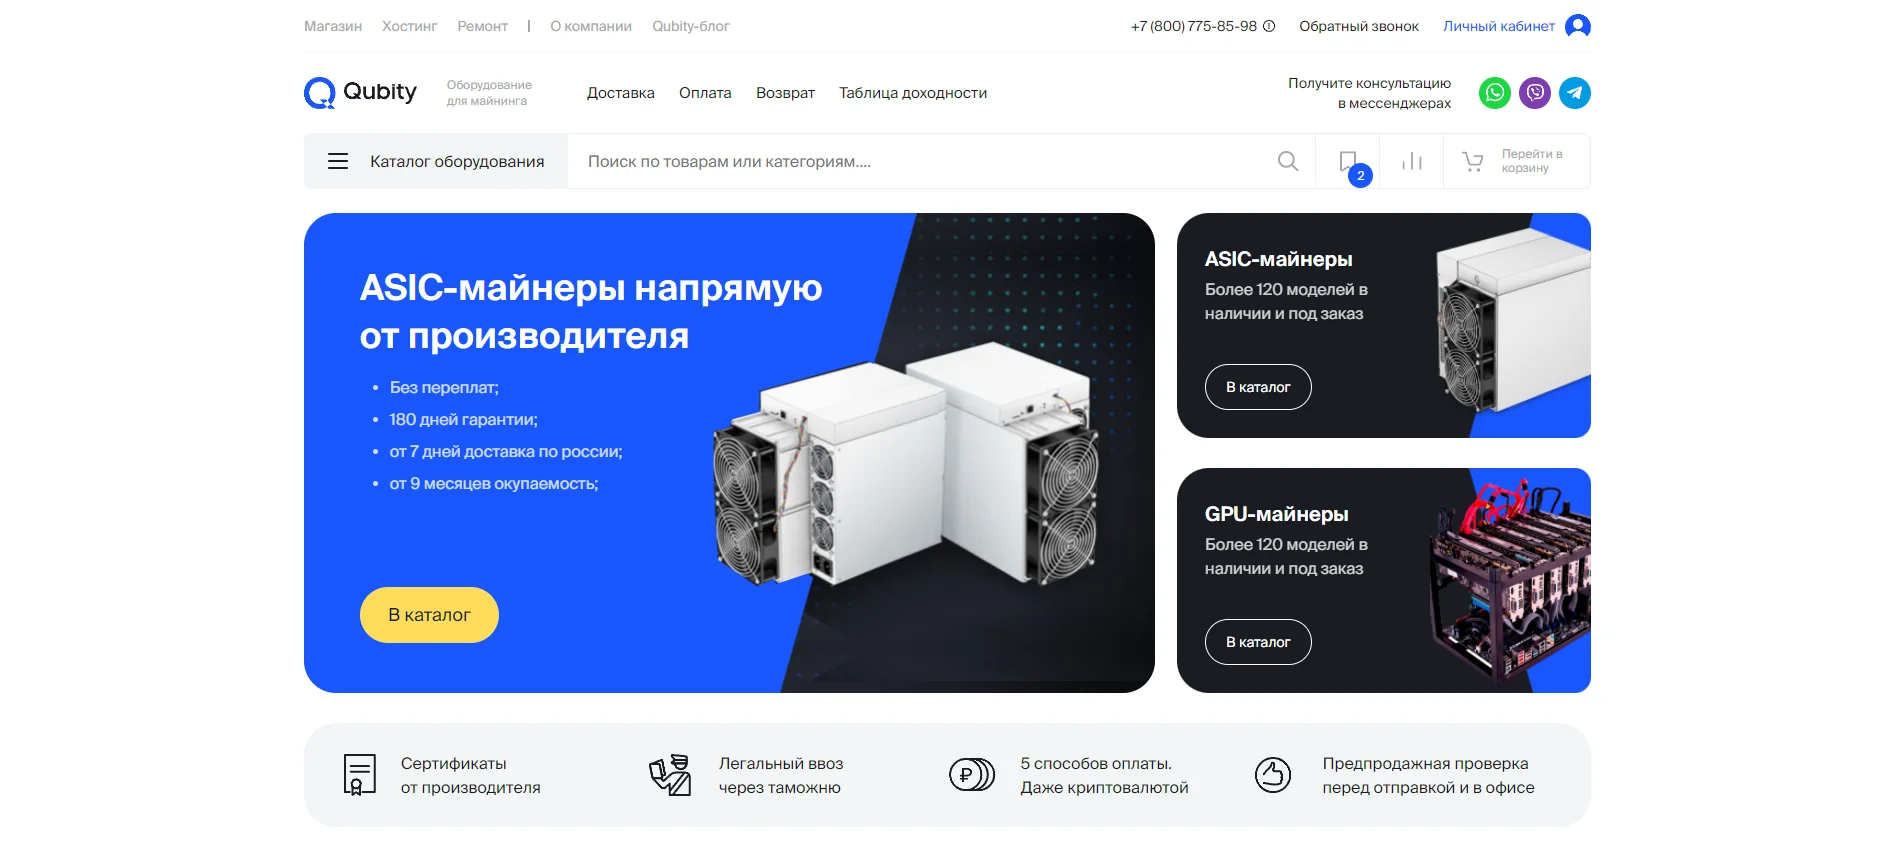 Магазин Хостинг Ремонт | О компании Qubity-блог
+7 (800) 775-85-98 Обратный звонок Личный кабинет
Qubity
Оборудование
для майнинга
Доставка Оплата Возврат Таблица доходности
Получите консультацию
в мессенджерах
Каталог оборудования
Поиск по товарам или категориям....
2
Перейти в
корзину
ASIC-майнеры напрямую
от производителя
• Без переплат;
• 180 дней гарантии;
• от 7 дней доставка по россии;
• от 9 месяцев окупаемость;
В каталог
ASIC-майнеры
Более 120 моделей в
наличии и под заказ
В каталог
GPU-майнеры
Более 120 моделей в
наличии и под заказ
В каталог
Сертификаты
от производителя
Легальный ввоз
через таможню
5 способов оплаты.
Даже криптовалютой
Предпродажная проверка
перед отправкой и в офисе